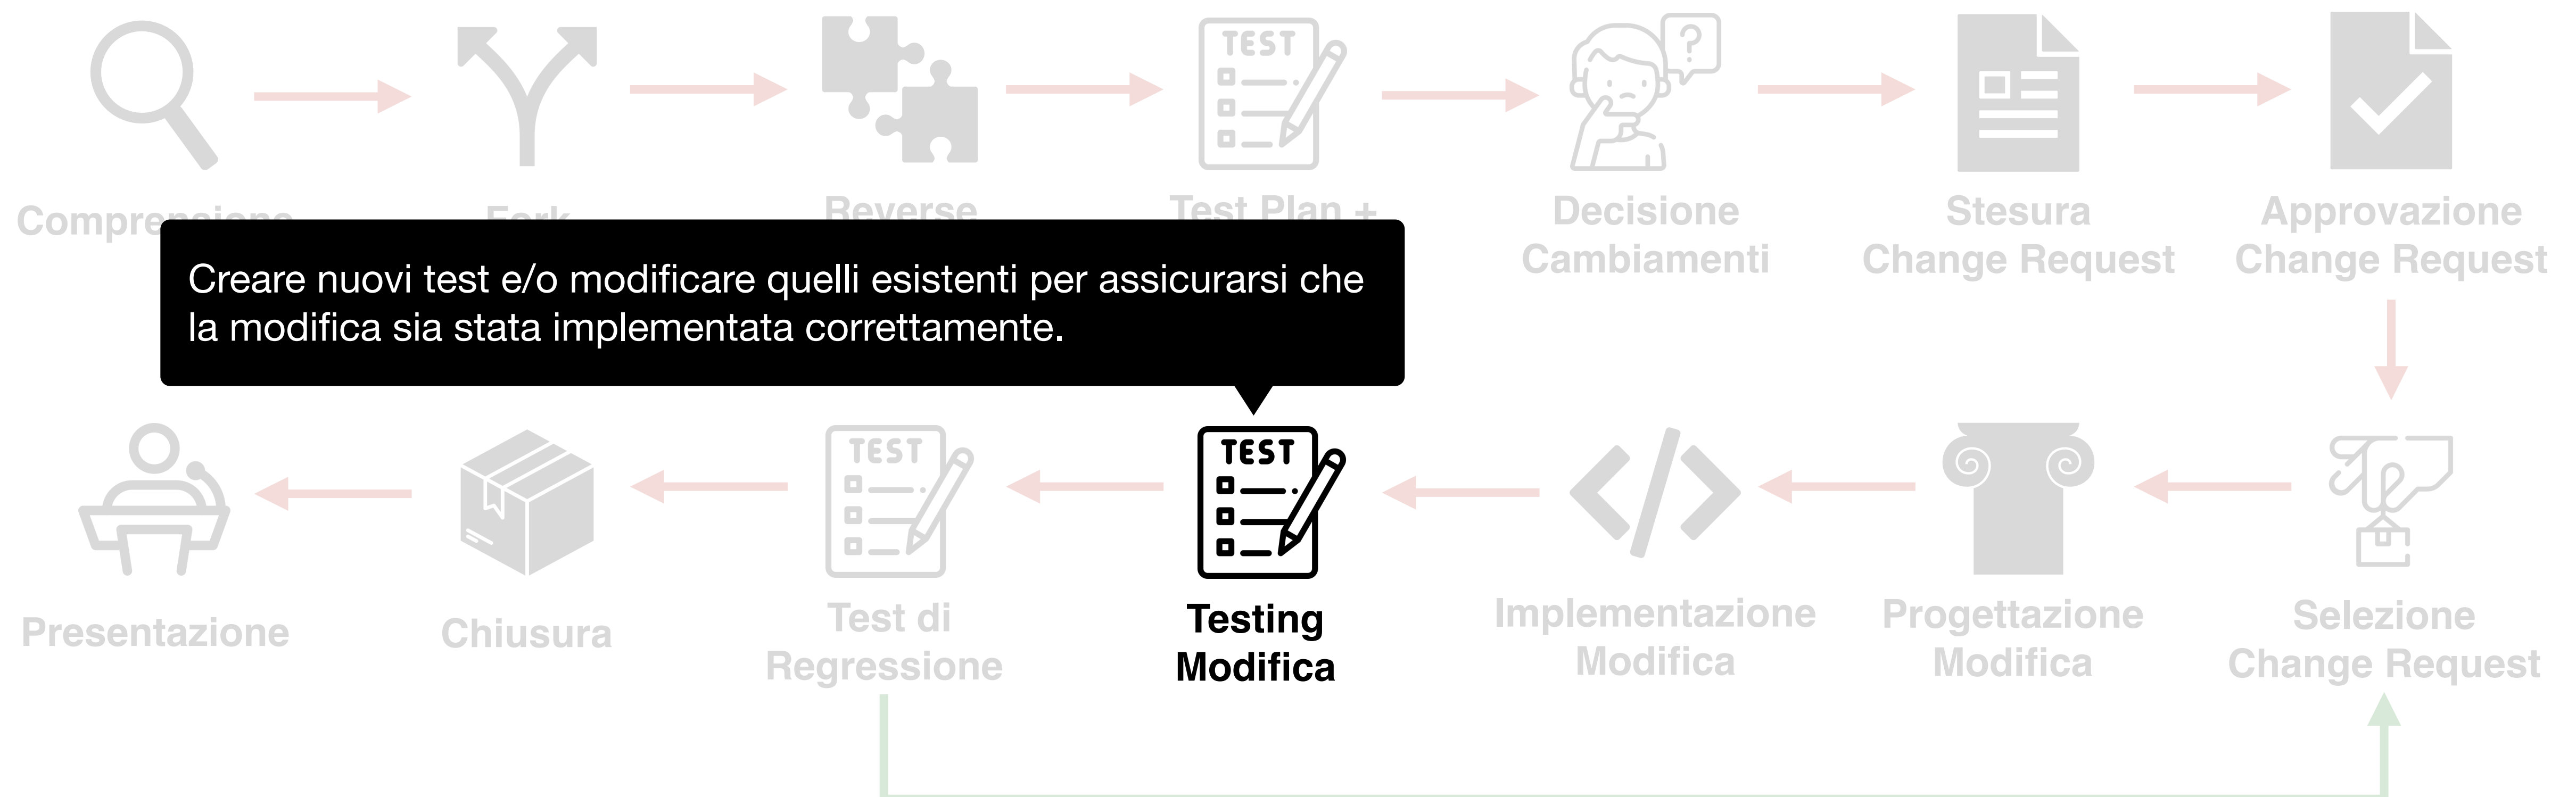 TEST
?
Comprensione
Fork
Reverse
Test Plan +
Decisione
Cambiamenti
Stesura
Change Request
Approvazione
Change Request
Creare nuovi test e/o modificare quelli esistenti per assicurarsi che
la modifica sia stata implementata correttamente.
TEST
TEST
Presentazione
Chiusura
Test di
Regressione
Testing
Modifica
Implementazione
Modifica
Progettazione
Modifica
Selezione
Change Request